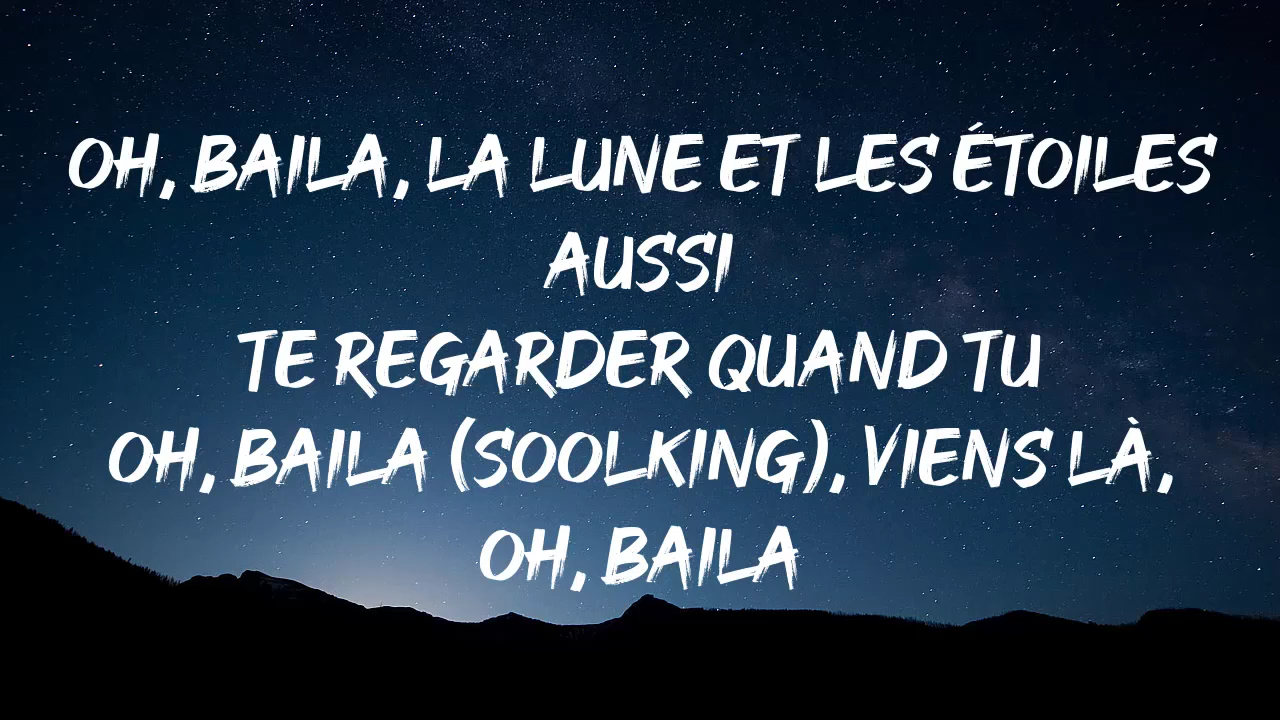 OH, BAILA, LA LUNE ET LES ÉTOILES
AUSSI
TE REGARDER QUAND TU
OH, BAILA (SOOLKING), VIENS LÀ,
OH, BAILA